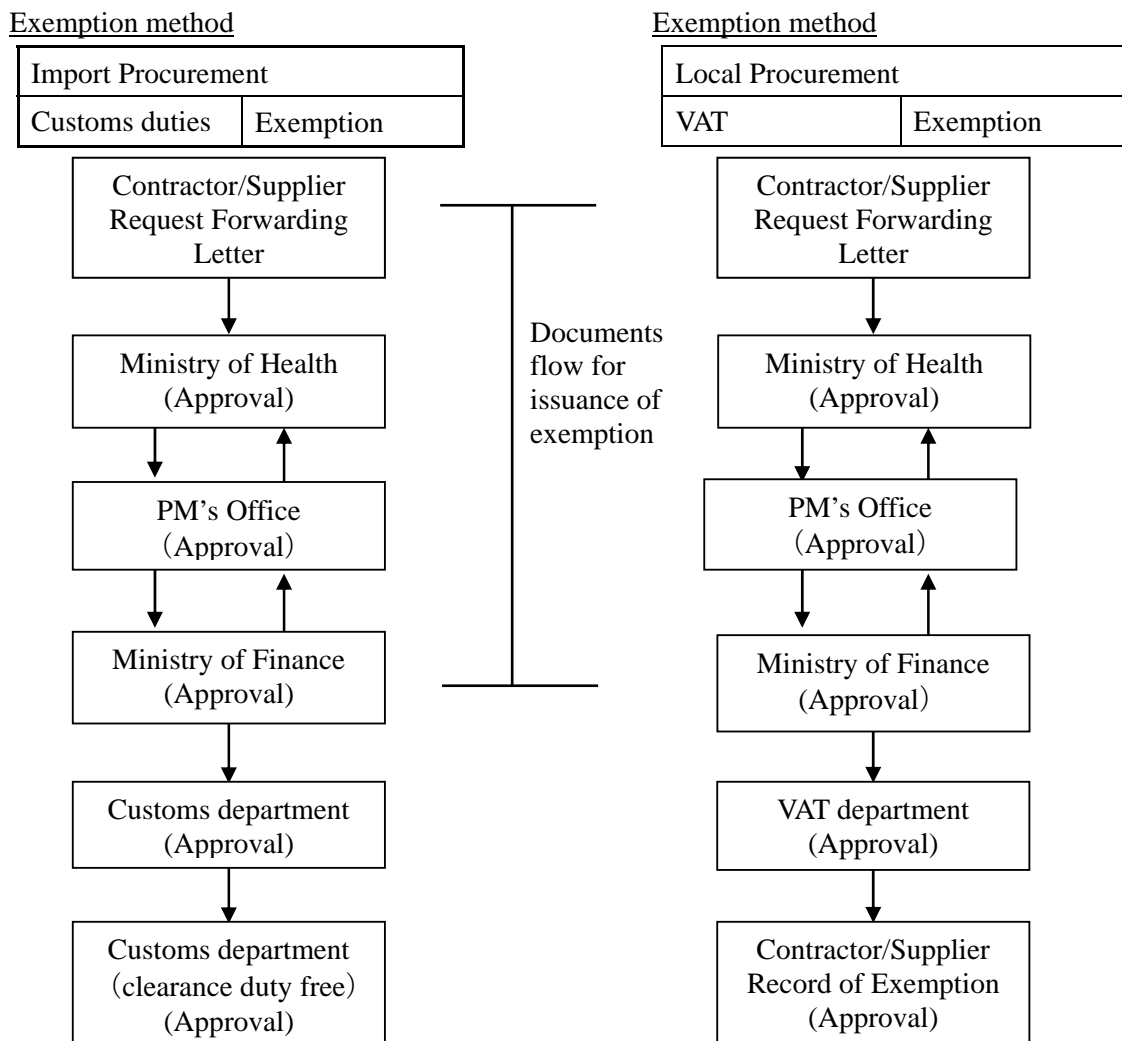 Exemption method
Import Procurement
Customs duties
Exemption
Contractor/Supplier
Request Forwarding
Letter
Ministry of Health
(Approval)
PM’s Office
（Approval）
Ministry of Finance
(Approval)
Customs department
(Approval)
Customs department
（clearance duty free）
(Approval)
Documents
flow for
issuance of
exemption
Exemption method
Local Procurement
VAT
Exemption
Contractor/Supplier
Request Forwarding
Letter
Ministry of Health
(Approval)
PM’s Office
（Approval）
Ministry of Finance
(Approval）
VAT department
(Approval)
Contractor/Supplier
Record of Exemption
(Approval)